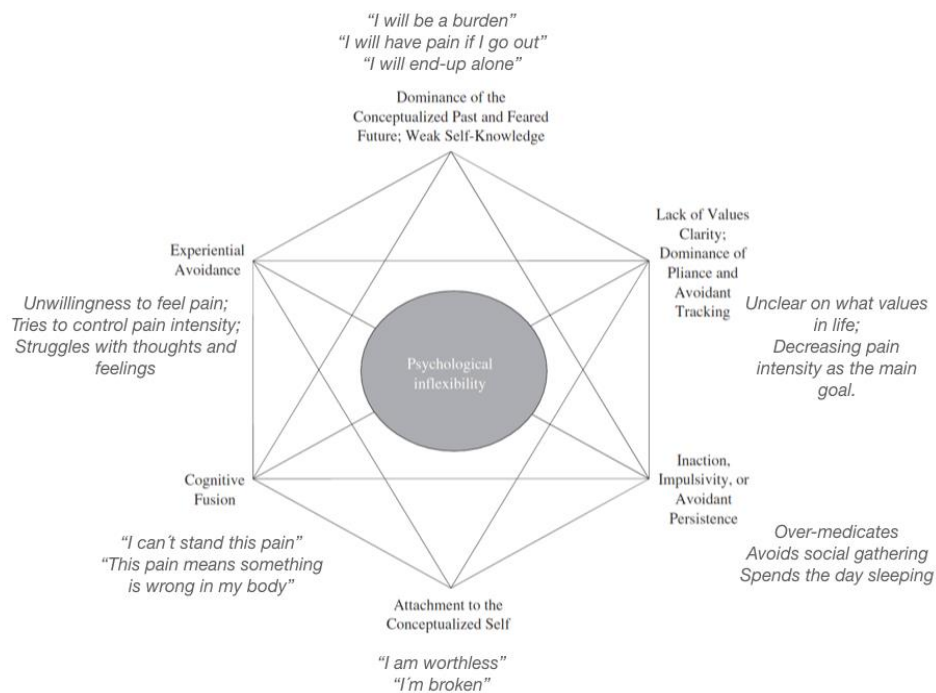 “I will be a burden”
“I will have pain if I go out”
“I will end-up alone”
Dominance of the
Conceptualized Past and Feared
Future; Weak Self-Knowledge
Experiential
Avoidance
Unwillingness to feel pain;
Tries to control pain intensity;
Struggles with thoughts and
feelings
Lack of Values
Clarity;
Dominance of
Pliance and
Avoidant
Tracking
Unclear on what values
in life;
Decreasing pain
intensity as the main
goal.
Psychological
inflexibility
Cognitive
Fusion
“I can´t stand this pain”
“This pain means something
is wrong in my body”
Inaction,
Impulsivity, or
Avoidant
Persistence
Over-medicates
Avoids social gathering
Spends the day sleeping
Attachment to the
Conceptualized Self
“I am worthless”
“I´m broken”